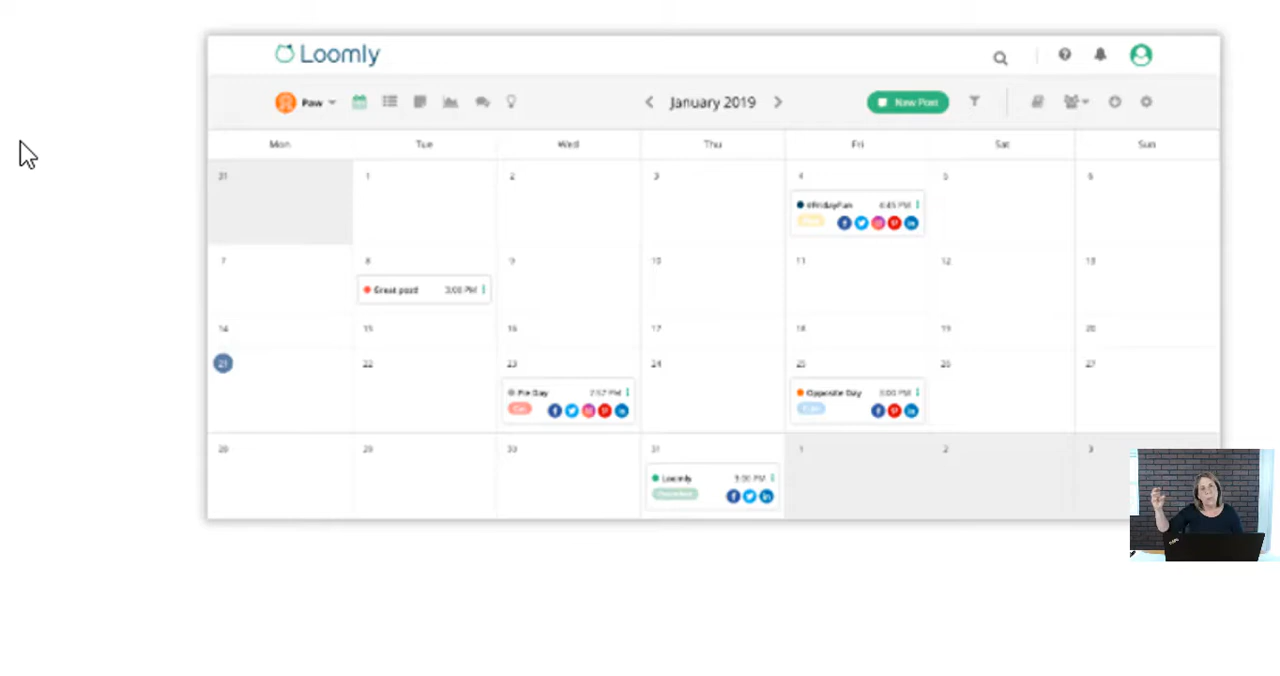 Loomly
Paw January 2019 New Post
Mon Tue Wed Thu Fri Sat Sun
31 1 2 3 4 5 6
#FridayFun 4:45 PM
7 8 9 10 11 12 13
Great post! 3:00 PM
14 15 16 17 18 19 20
21 22 23 24 25 26 27
Pie Day 7:57 PM Opposite Day 3:00 PM
28 29 30 31 1 2 3
Loomly 3:00 PM